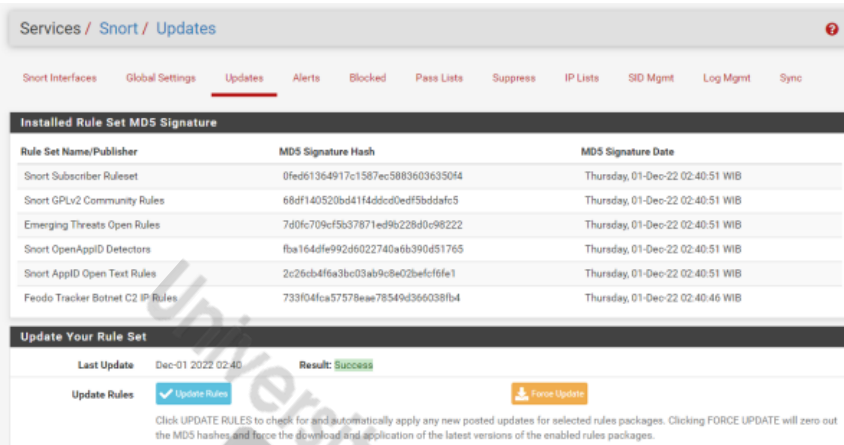 Services / Snort / Updates
Snort Interfaces Global Settings Updates Alerts Blocked Pass Lists Suppress IP Lists SID Mgmt Log Mgmt Sync
Installed Rule Set MD5 Signature
Rule Set Name/Publisher MD5 Signature Hash MD5 Signature Date
Snort Subscriber Ruleset 0fed61364917c1587ec58836036350f4 Thursday, 01-Dec-22 02:40:51 WIB
Snort GPLv2 Community Rules 68df140520bd41f4ddcd0edf5bddafc5 Thursday, 01-Dec-22 02:40:51 WIB
Emerging Threats Open Rules 7d0fc709cf5b37871ed9b228d0c98222 Thursday, 01-Dec-22 02:40:51 WIB
Snort OpenAppID Detectors fba164dfe992d6022740a6b390d51765 Thursday, 01-Dec-22 02:40:51 WIB
Snort AppID Open Text Rules 2c26cb4f6a3bc03ab9c8e02befcf6fe1 Thursday, 01-Dec-22 02:40:51 WIB
Feodo Tracker Botnet C2 IP Rules 733f04fca57578eae78549d366038fb4 Thursday, 01-Dec-22 02:40:46 WIB
Update Your Rule Set
Last Update Dec-01 2022 02:40 Result: Success
Update Rules Update Rules Force Update
Click UPDATE RULES to check for and automatically apply any new posted updates for selected rules packages. Clicking FORCE UPDATE will zero out
the MD5 hashes and force the download and application of the latest versions of the enabled rules packages.